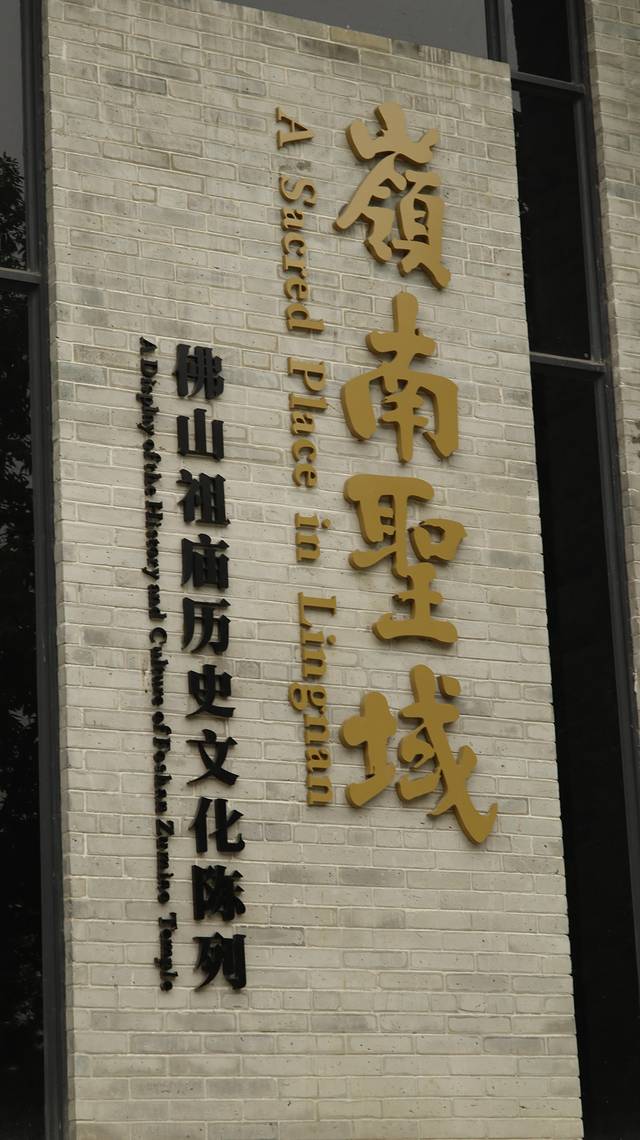 嶺南聖域
A Sacred Place in Lingnan
佛山祖庙历史文化陈列
A Display of the History and Culture of Foshan Zumiao Temple